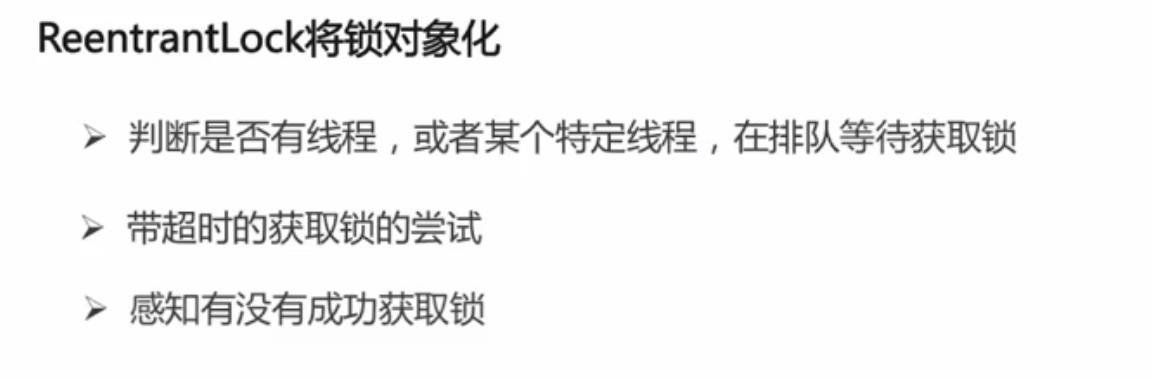 ReentrantLock将锁对象化
➢ 判断是否有线程，或者某个特定线程，在排队等待获取锁
➢ 带超时的获取锁的尝试
➢ 感知有没有成功获取锁